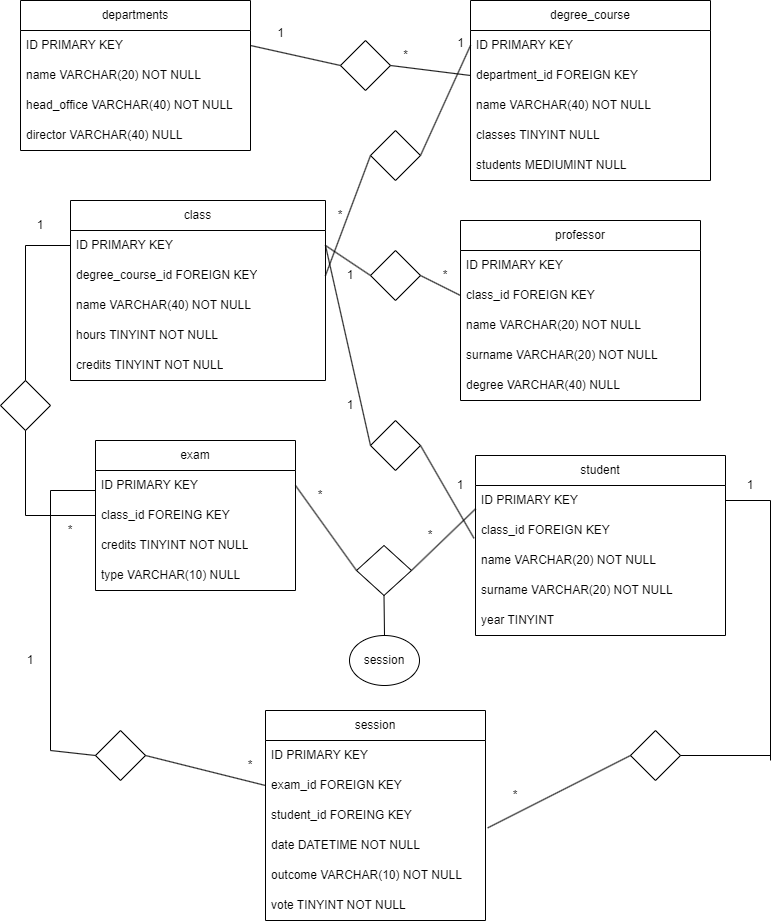 departments
ID PRIMARY KEY
name VARCHAR(20) NOT NULL
head_office VARCHAR(40) NOT NULL
director VARCHAR(40) NULL
1
*
degree_course
1
ID PRIMARY KEY
department_id FOREIGN KEY
name VARCHAR(40) NOT NULL
classes TINYINT NULL
students MEDIUMINT NULL
*
1
class
ID PRIMARY KEY
degree_course_id FOREIGN KEY
name VARCHAR(40) NOT NULL
hours TINYINT NOT NULL
credits TINYINT NOT NULL
1
*
professor
ID PRIMARY KEY
class_id FOREIGN KEY
name VARCHAR(20) NOT NULL
surname VARCHAR(20) NOT NULL
degree VARCHAR(40) NULL
1
exam
ID PRIMARY KEY
class_id FOREING KEY
credits TINYINT NOT NULL
type VARCHAR(10) NULL
*
*
*
1
student
ID PRIMARY KEY
class_id FOREIGN KEY
name VARCHAR(20) NOT NULL
surname VARCHAR(20) NOT NULL
year TINYINT
1
session
1
*
session
ID PRIMARY KEY
exam_id FOREIGN KEY
student_id FOREING KEY
date DATETIME NOT NULL
outcome VARCHAR(10) NOT NULL
vote TINYINT NOT NULL
*